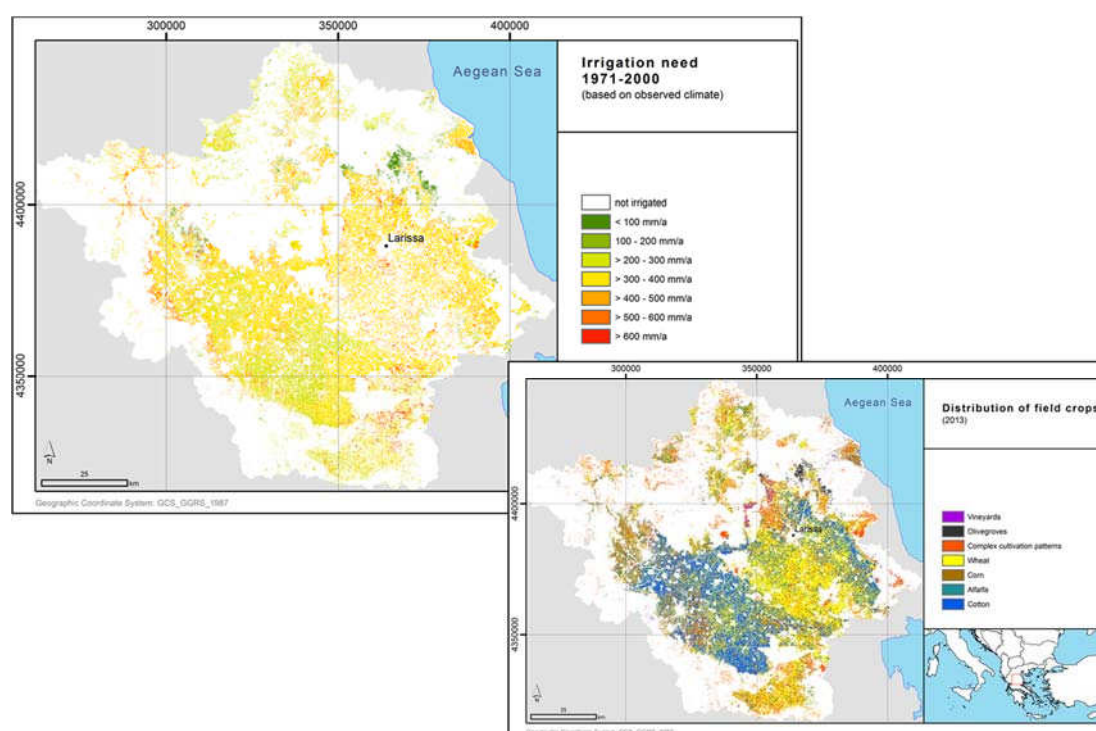 300000
350000
400000
Aegean Sea
Irrigation need
1971-2000
(based on observed climate)
4400000
Larissa
not irrigated
< 100 mm/a
100 - 200 mm/a
> 200 - 300 mm/a
> 300 - 400 mm/a
> 400 - 500 mm/a
> 500 - 600 mm/a
> 600 mm/a
4350000
N
25
km
Geographic Coordinate System: GCS_GGRS_1987
300000
350000
400000
Aegean Sea
Distribution of field crops
(2013)
4400000
Larissa
Vineyards
Olivegroves
Complex cultivation patterns
Wheat
Corn
Alfalfa
Cotton
4350000
25
km